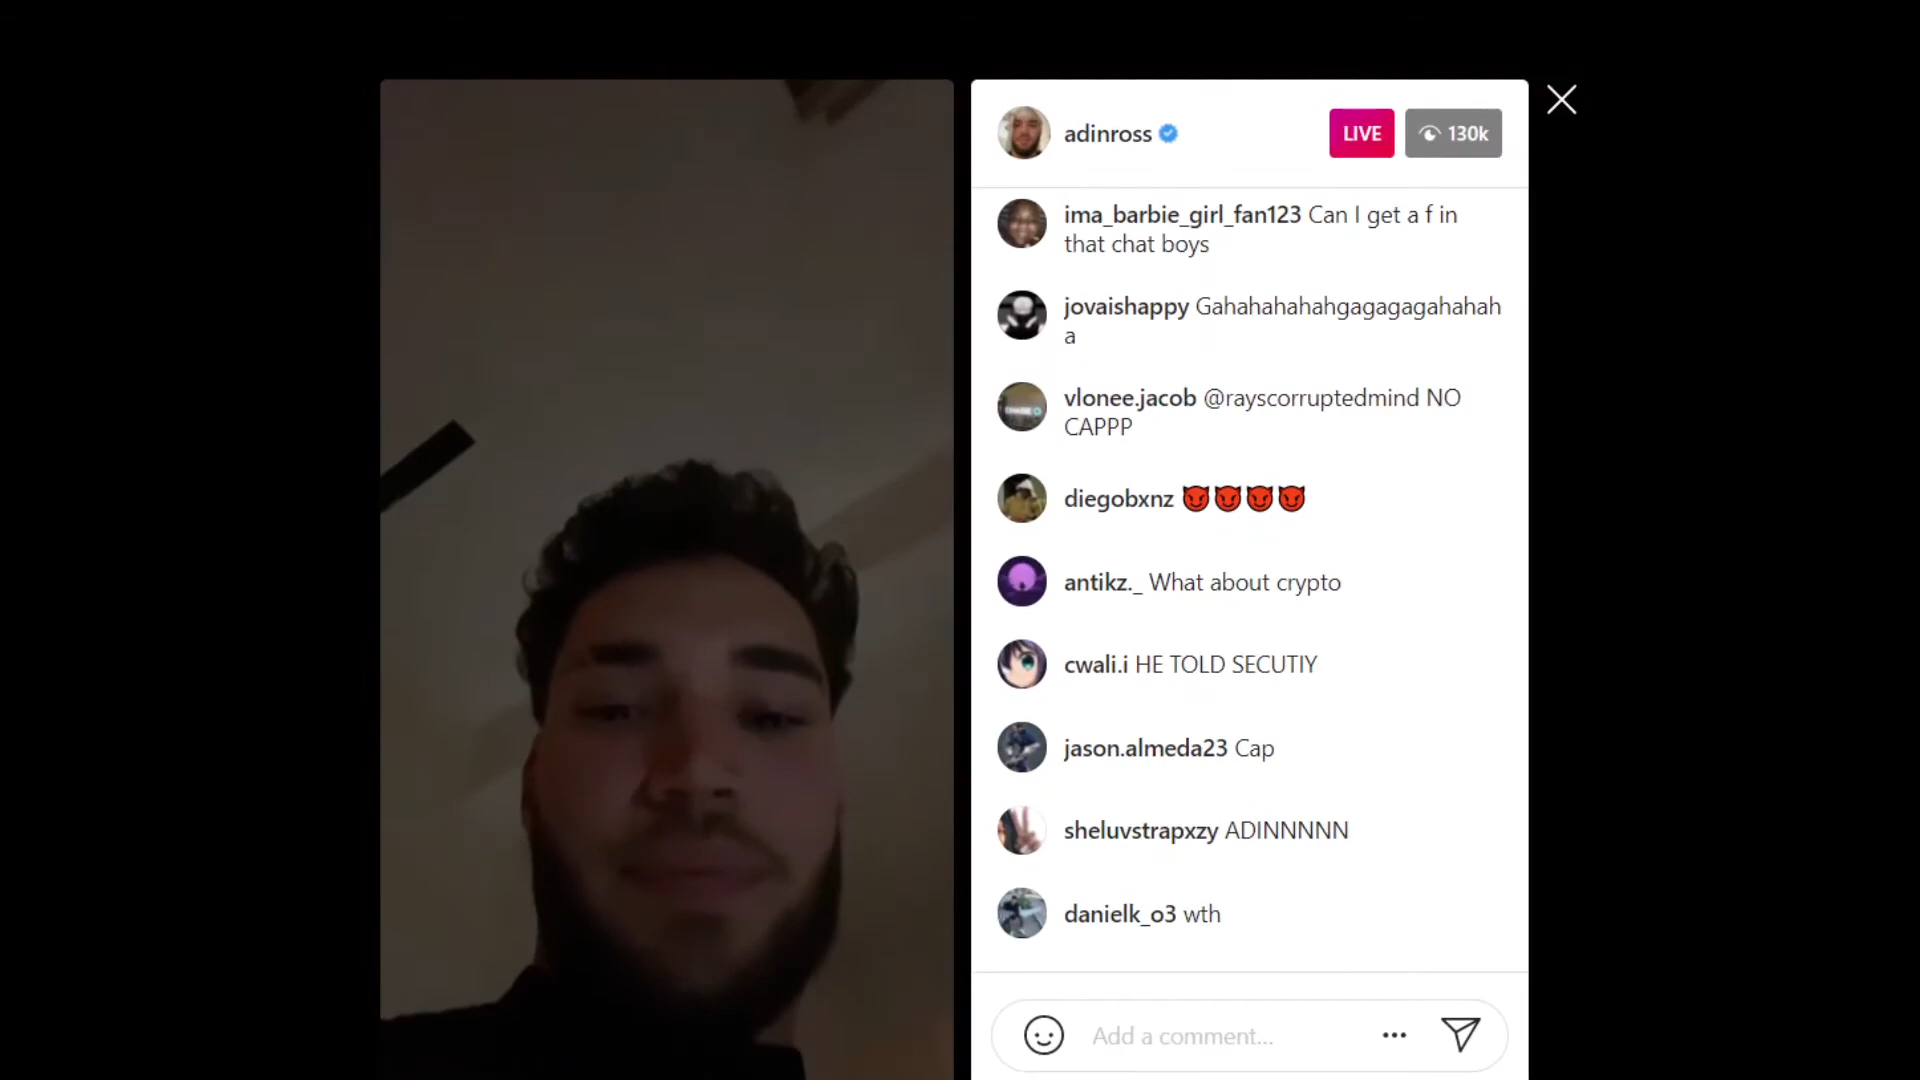 adinross
LIVE
130k
ima_barbie_girl_fan123 Can I get a f in
that chat boys
jovaishappy Gahahahahahgagagagahahah
a
vlonee.jacob @rayscorruptedmind NO
CAPPP
diegobxnz 😈😈😈😈
antikz._ What about crypto
cwali.i HE TOLD SECUTIY
jason.almeda23 Cap
sheluvstrapxzy ADINNNNN
danielk_o3 wth
Add a comment...